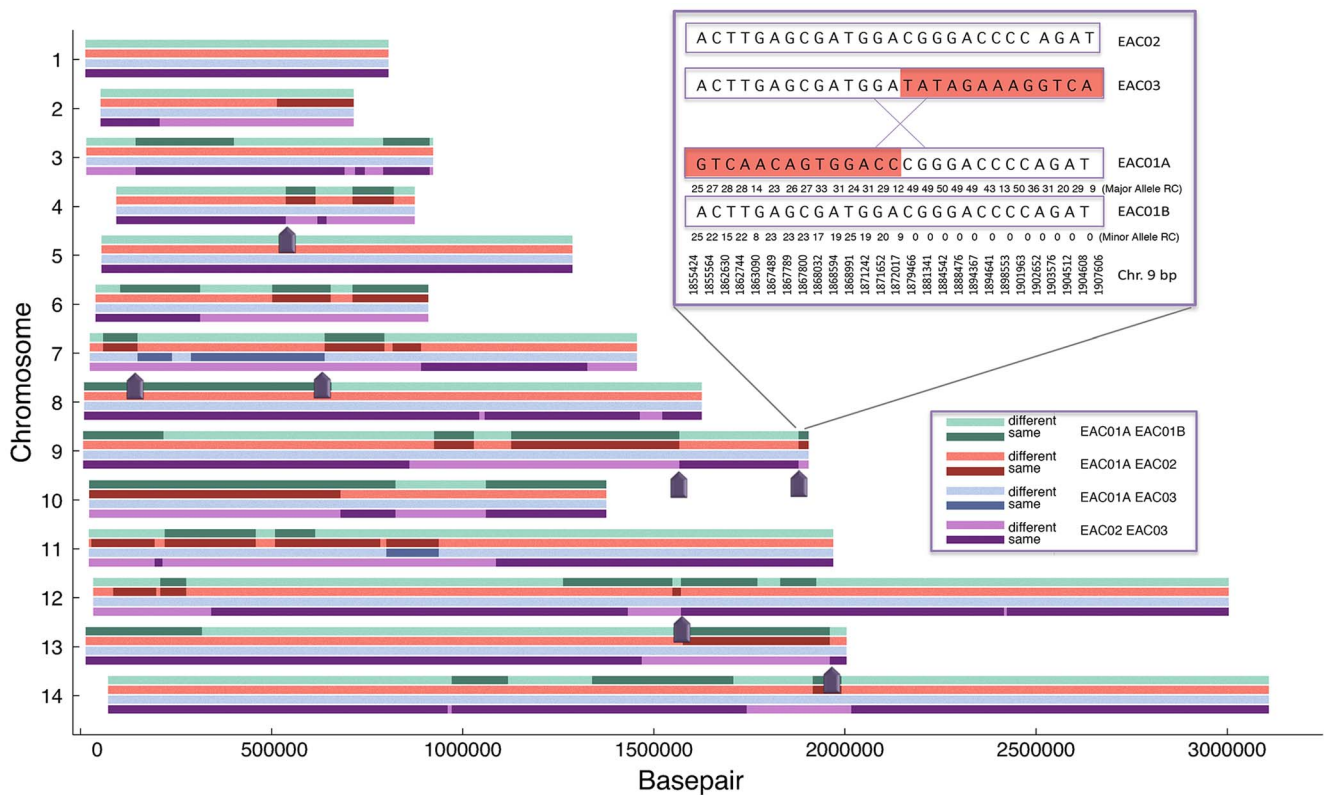 A C T T G A G C G A T G G A C G G G A C C C C A G A T EAC02
A C T T G A G C G A T G G A T A T A G A A A G G T C A EAC03
G T C A A C A G T G G A C C C G G G A C C C C A G A T EAC01A
25 27 28 28 14 23 26 27 33 31 24 31 29 12 49 49 50 49 49 43 13 50 36 31 20 29 9 (Major Allele RC)
A C T T G A G C G A T G G A C G G G A C C C C A G A T EAC01B
25 22 15 22 8 23 23 23 17 19 25 19 20 9 0 0 0 0 0 0 0 0 0 0 0 0 0 (Minor Allele RC)
1855424 1855564 1862630 1862744 1863090 1867489 1867789 1867800 1868032 1868594 1868991 1871242 1871652 1872017 1879466 1881341 1884542 1888476 1894367 1894641 1898553 1901963 1902652 1903576 1904512 1904608 1907606 Chr. 9 bp
Chromosome
1
2
3
4
5
6
7
8
9
10
11
12
13
14
different
same
EAC01A EAC01B
different
same
EAC01A EAC02
different
same
EAC01A EAC03
different
same
EAC02 EAC03
0 500000 1000000 1500000 2000000 2500000 3000000
Basepair